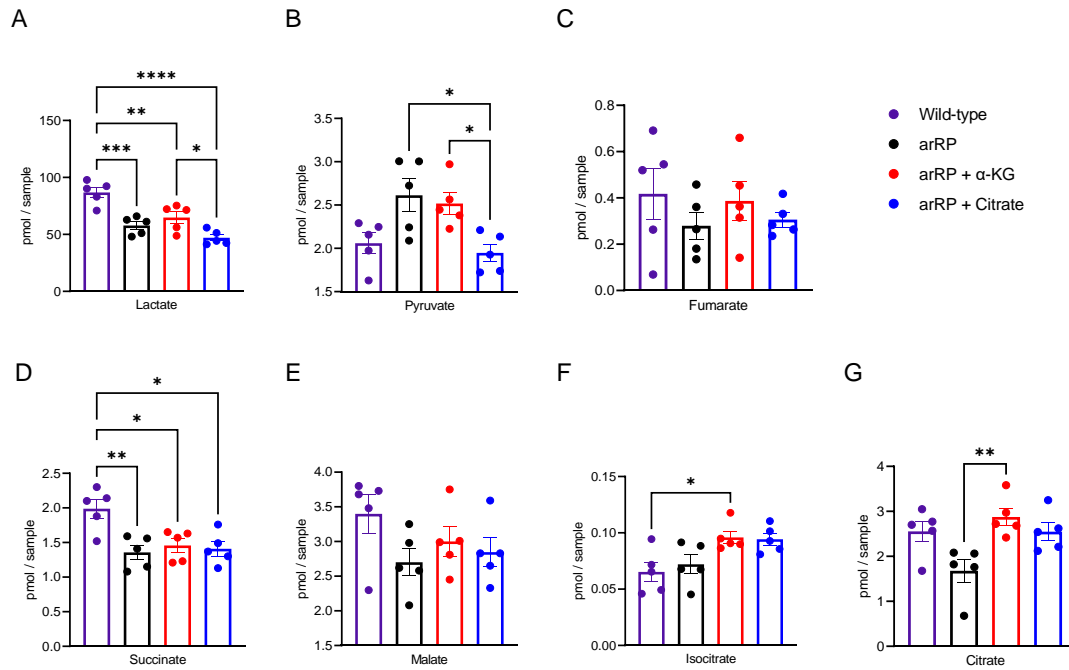 A
B
C
****
**
***
*
150
100
50
0
pmol / sample
Lactate
*
*
3.5
3.0
2.5
2.0
1.5
pmol / sample
Pyruvate
0.8
0.6
0.4
0.2
0.0
pmol / sample
Fumarate
Wild-type
arRP
arRP + α-KG
arRP + Citrate
D
E
F
G
*
*
**
2.5
2.0
1.5
1.0
0.5
0.0
pmol / sample
Succinate
4.0
3.5
3.0
2.5
2.0
1.5
pmol / sample
Malate
*
0.15
0.10
0.05
0.00
pmol / sample
Isocitrate
**
4
3
2
1
0
pmol / sample
Citrate